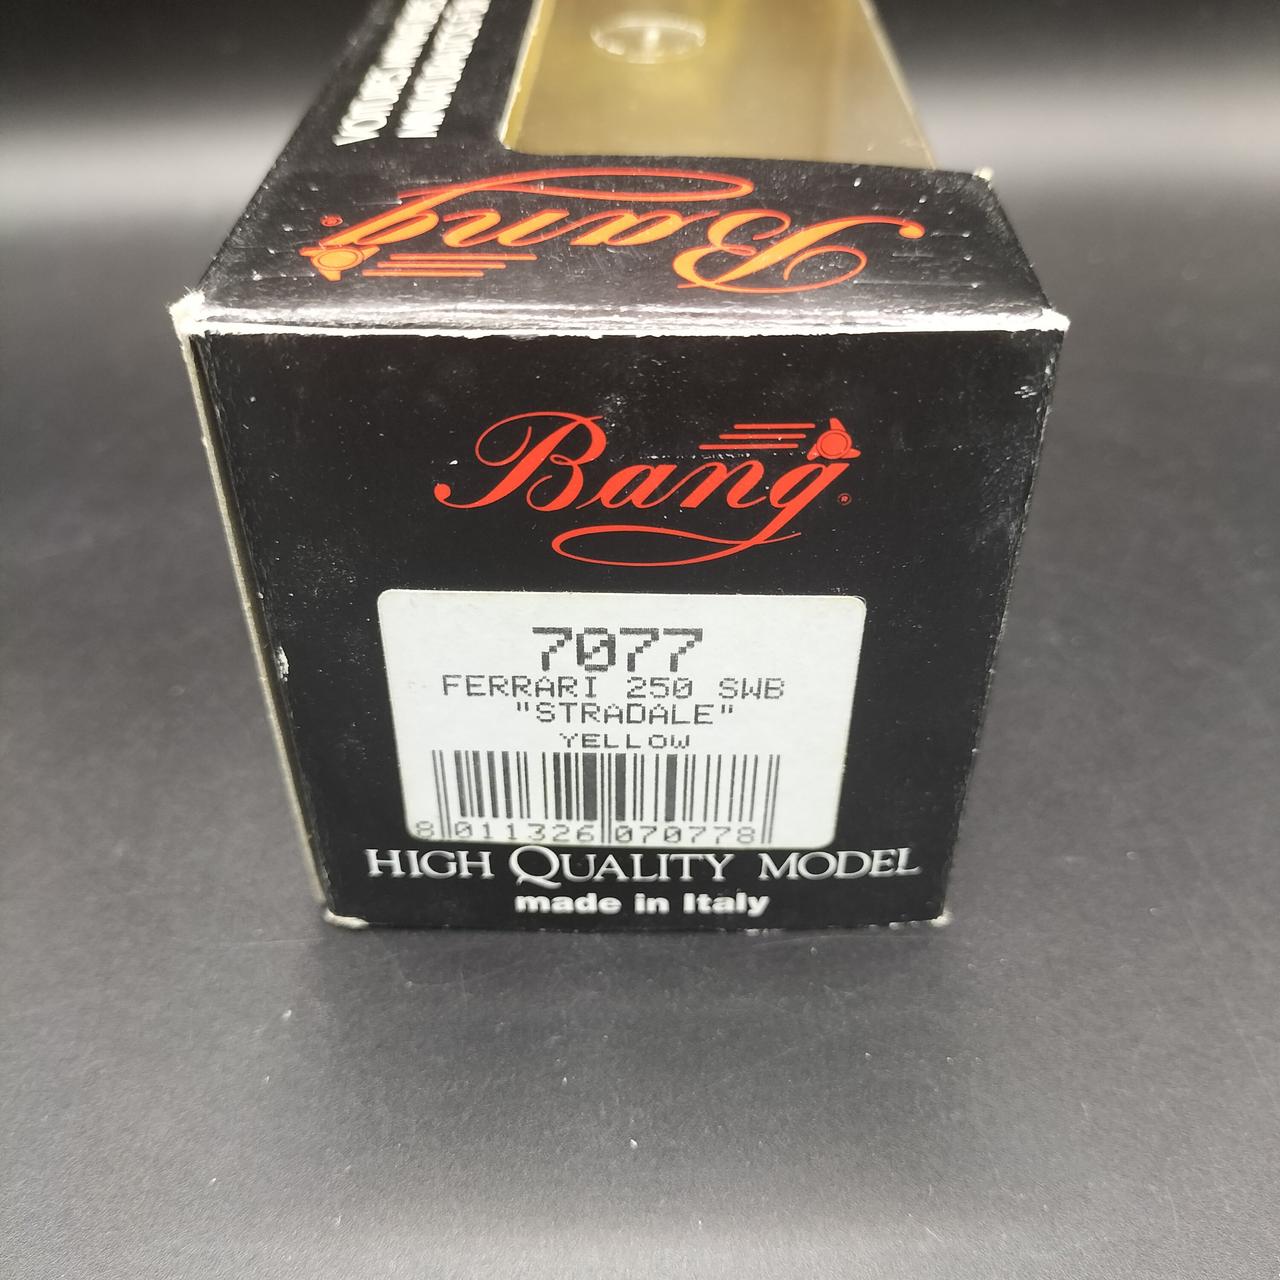 Bang®
Bang®
7077
FERRARI 250 SWB
"STRADALE"
YELLOW
8 011326 070778
HIGH QUALITY MODEL
made in Italy